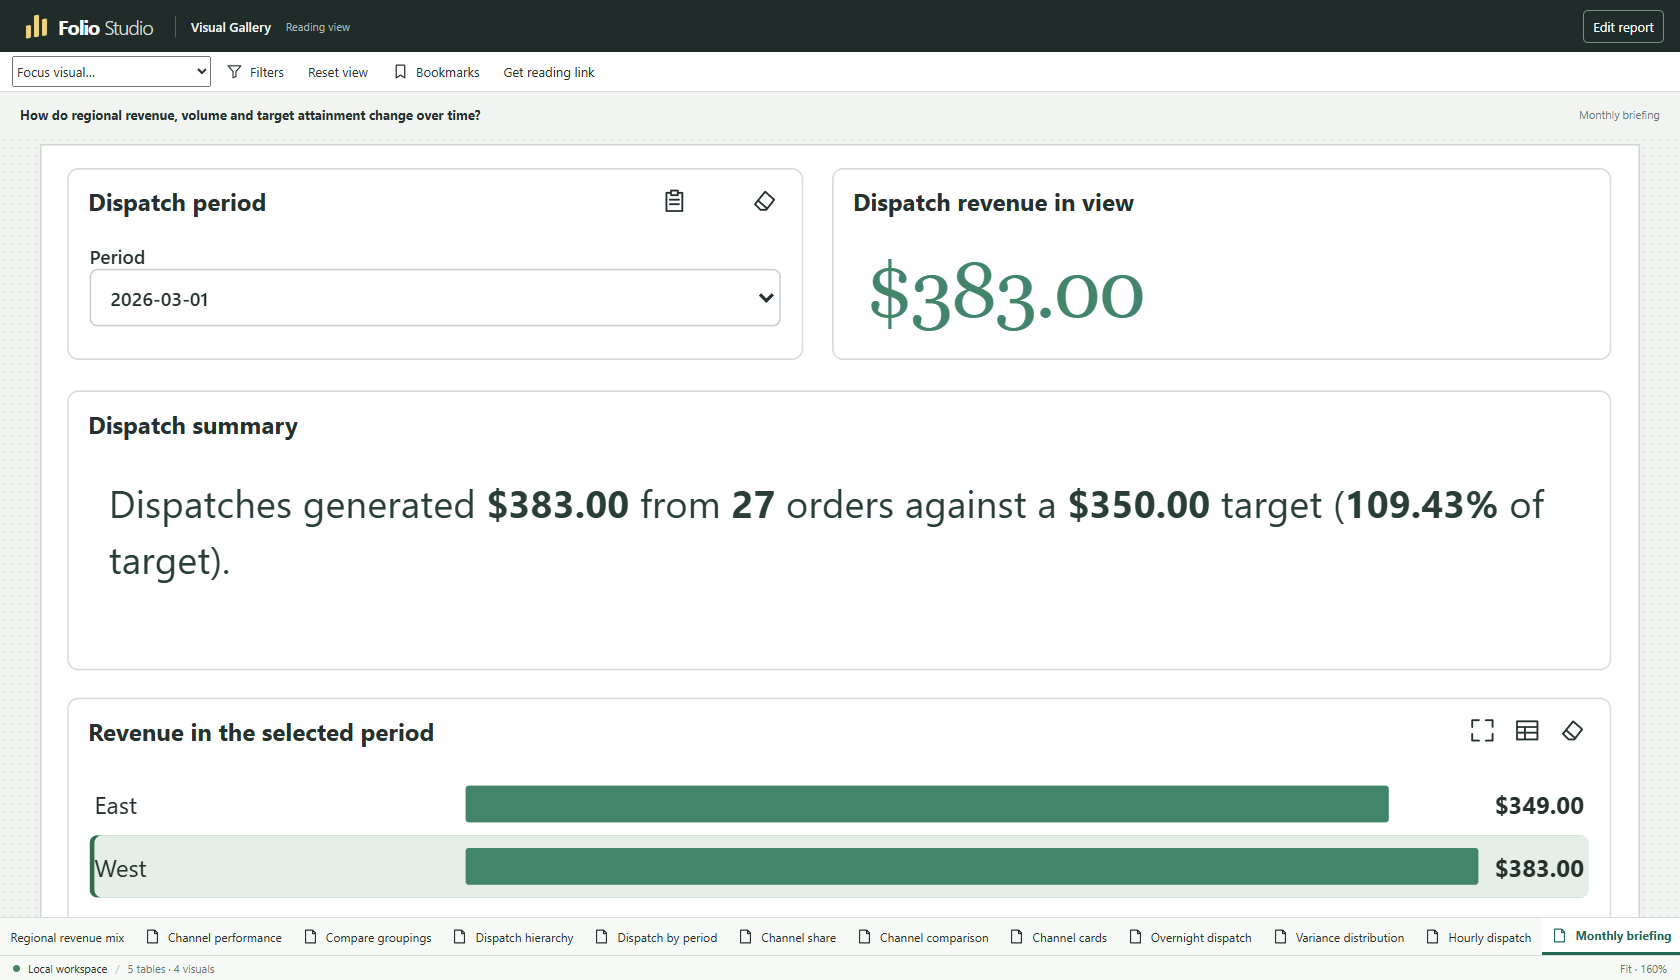 Folio Studio
Visual Gallery
Reading view
Edit report
Focus visual...
Filters
Reset view
Bookmarks
Get reading link
How do regional revenue, volume and target attainment change over time?
Monthly briefing
Dispatch period
Period
2026-03-01
Dispatch revenue in view
$383.00
Dispatch summary
Dispatches generated $383.00 from 27 orders against a $350.00 target (109.43% of
target).
Revenue in the selected period
East
$349.00
West
$383.00
Regional revenue mix
Channel performance
Compare groupings
Dispatch hierarchy
Dispatch by period
Channel share
Channel comparison
Channel cards
Overnight dispatch
Variance distribution
Hourly dispatch
Monthly briefing
Local workspace / 5 tables · 4 visuals
Fit · 160%